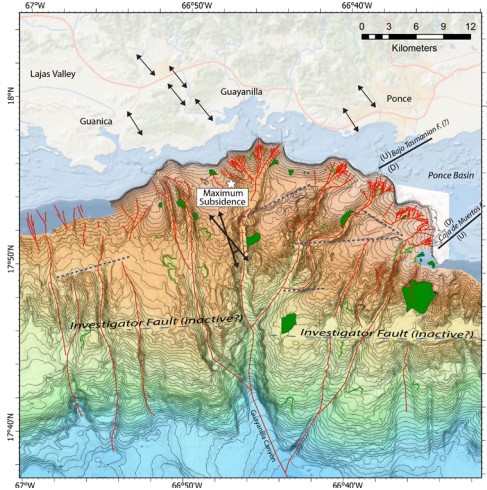 67°W
66°50'W
66°40'W
0
3
6
9
12
Kilometers
Lajas Valley
18°N
Guayanilla
Ponce
Guanica
(U) Bajo Tasmanian F. (?)
(D)
Ponce Basin
Maximum
Subsidence
(D)
Caja de Muertos F.
(U)
17°50'N
Investigator Fault (inactive?)
Investigator Fault (inactive?)
17°40'N
Guayanilla Canyon
67°W
66°50'W
66°40'W